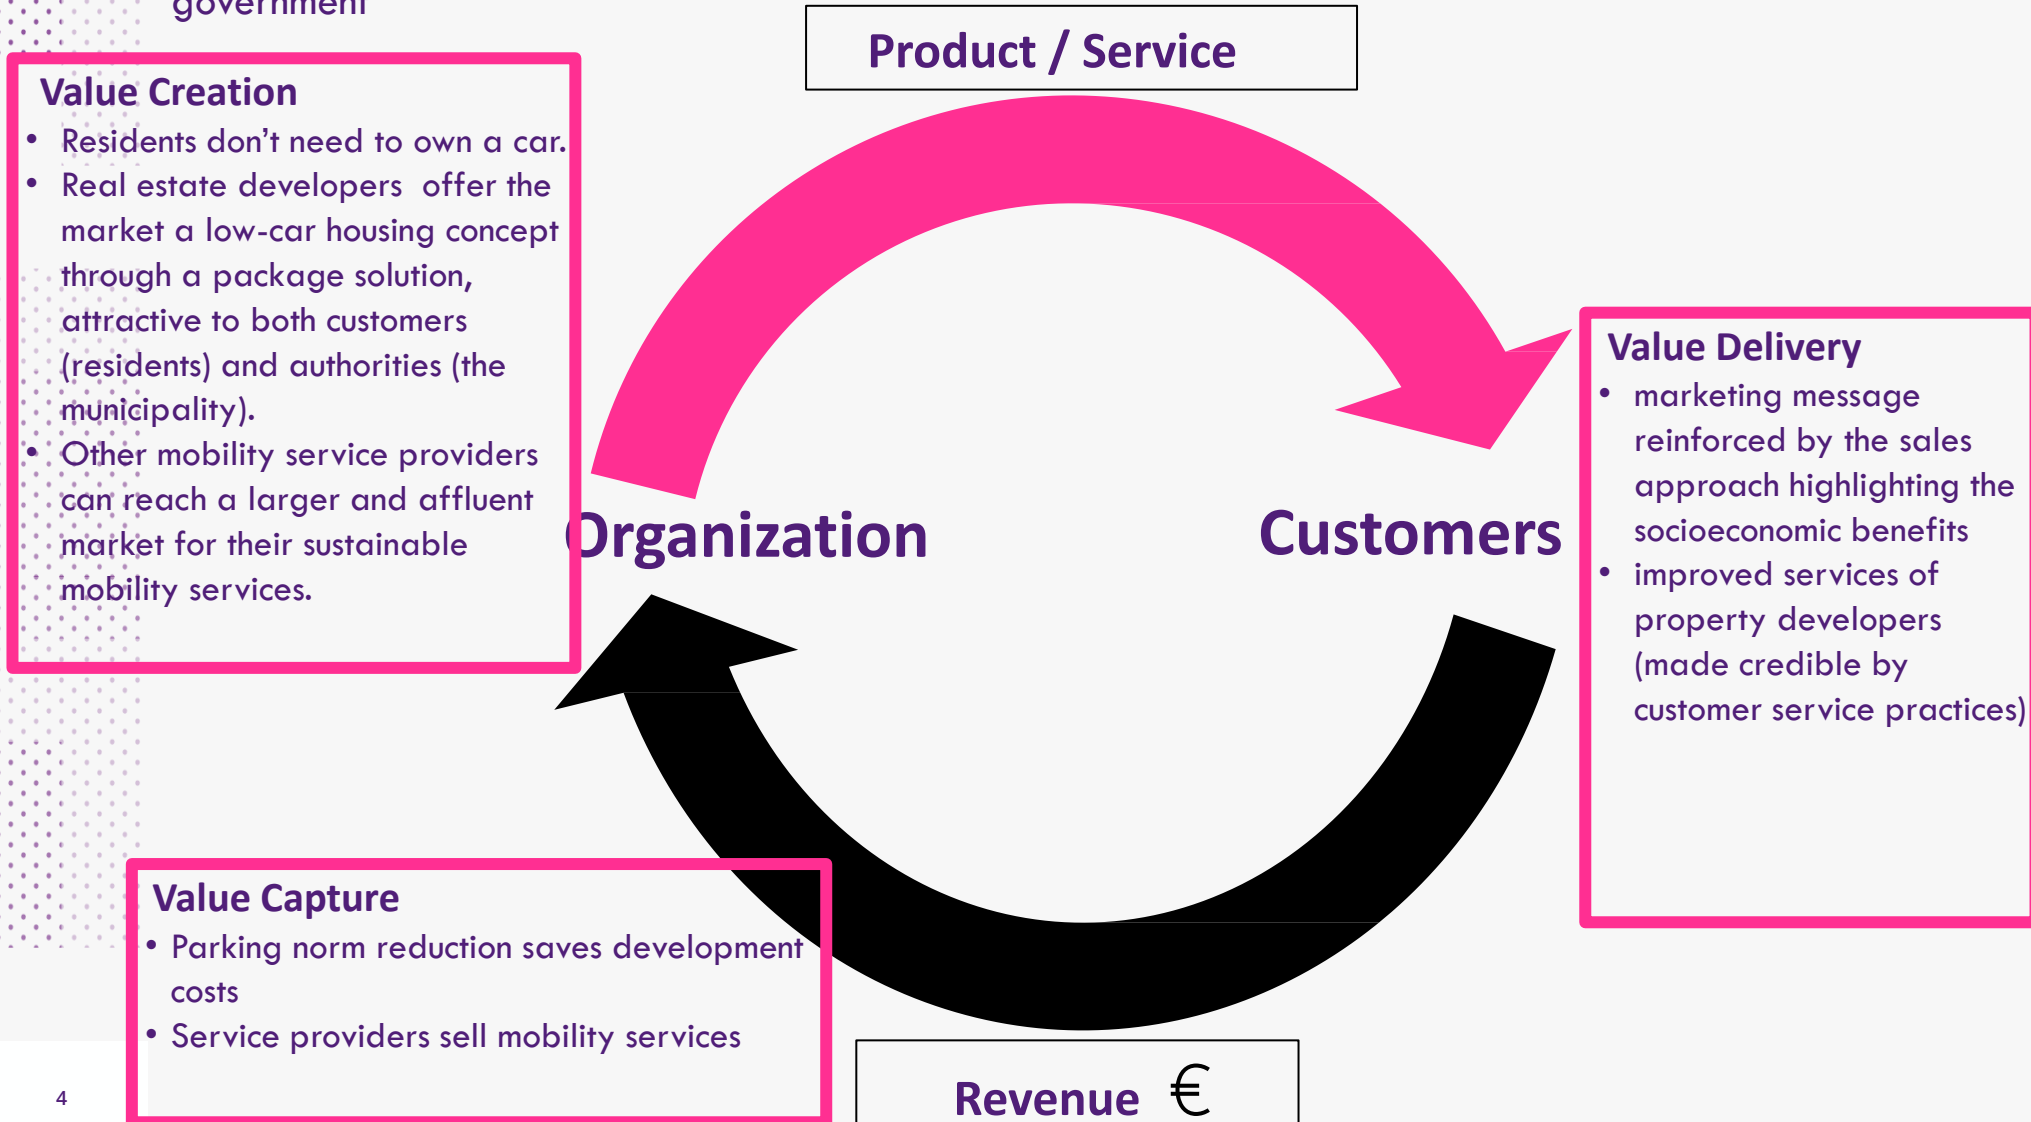 government
Product / Service
Value Creation
• Residents don't need to own a car.
• Real estate developers offer the
market a low-car housing concept
through a package solution,
attractive to both customers
(residents) and authorities (the
municipality).
• Other mobility service providers
can reach a larger and affluent
market for their sustainable
mobility services.
Organization
Customers
Value Delivery
• marketing message
reinforced by the sales
approach highlighting the
socioeconomic benefits
• improved services of
property developers
(made credible by
customer service practices)
Value Capture
• Parking norm reduction saves development
costs
• Service providers sell mobility services
Revenue €
4